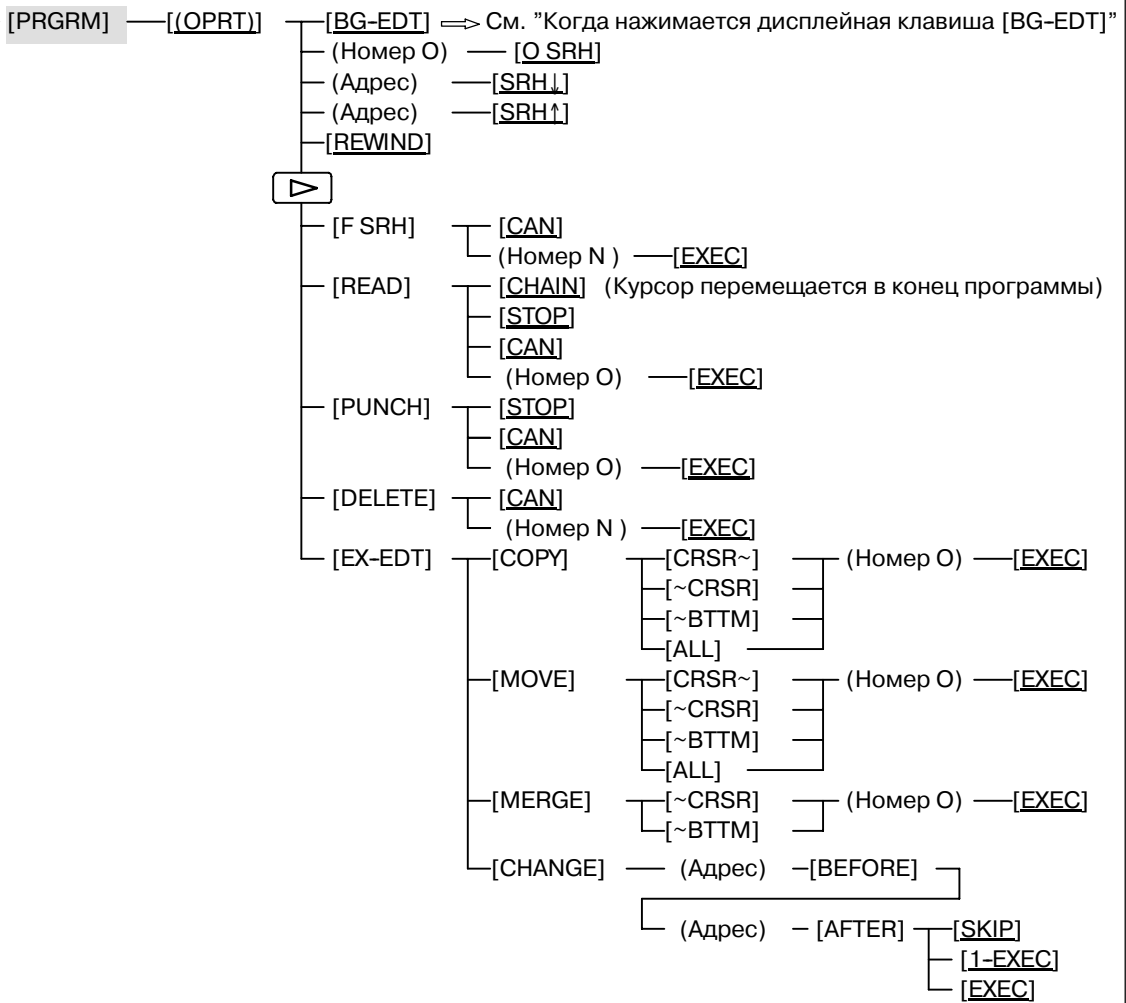 [PRGRM] [(OPRT)] [BG-EDT] ⟹ См. "Когда нажимается дисплейная клавиша [BG-EDT]"
(Номер O) [O SRH]
(Адрес) [SRH↓]
(Адрес) [SRH↑]
[REWIND]
[F SRH] [CAN]
(Номер N ) [EXEC]
[READ] [CHAIN] (Курсор перемещается в конец программы)
[STOP]
[CAN]
(Номер O) [EXEC]
[PUNCH] [STOP]
[CAN]
(Номер O) [EXEC]
[DELETE] [CAN]
(Номер N ) [EXEC]
[EX-EDT] [COPY] [CRSR~] (Номер O) [EXEC]
[~CRSR]
[~BTTM]
[ALL]
[MOVE] [CRSR~] (Номер O) [EXEC]
[~CRSR]
[~BTTM]
[ALL]
[MERGE] [~CRSR] (Номер O) [EXEC]
[~BTTM]
[CHANGE] (Адрес) [BEFORE]
(Адрес) [AFTER] [SKIP]
[1-EXEC]
[EXEC]